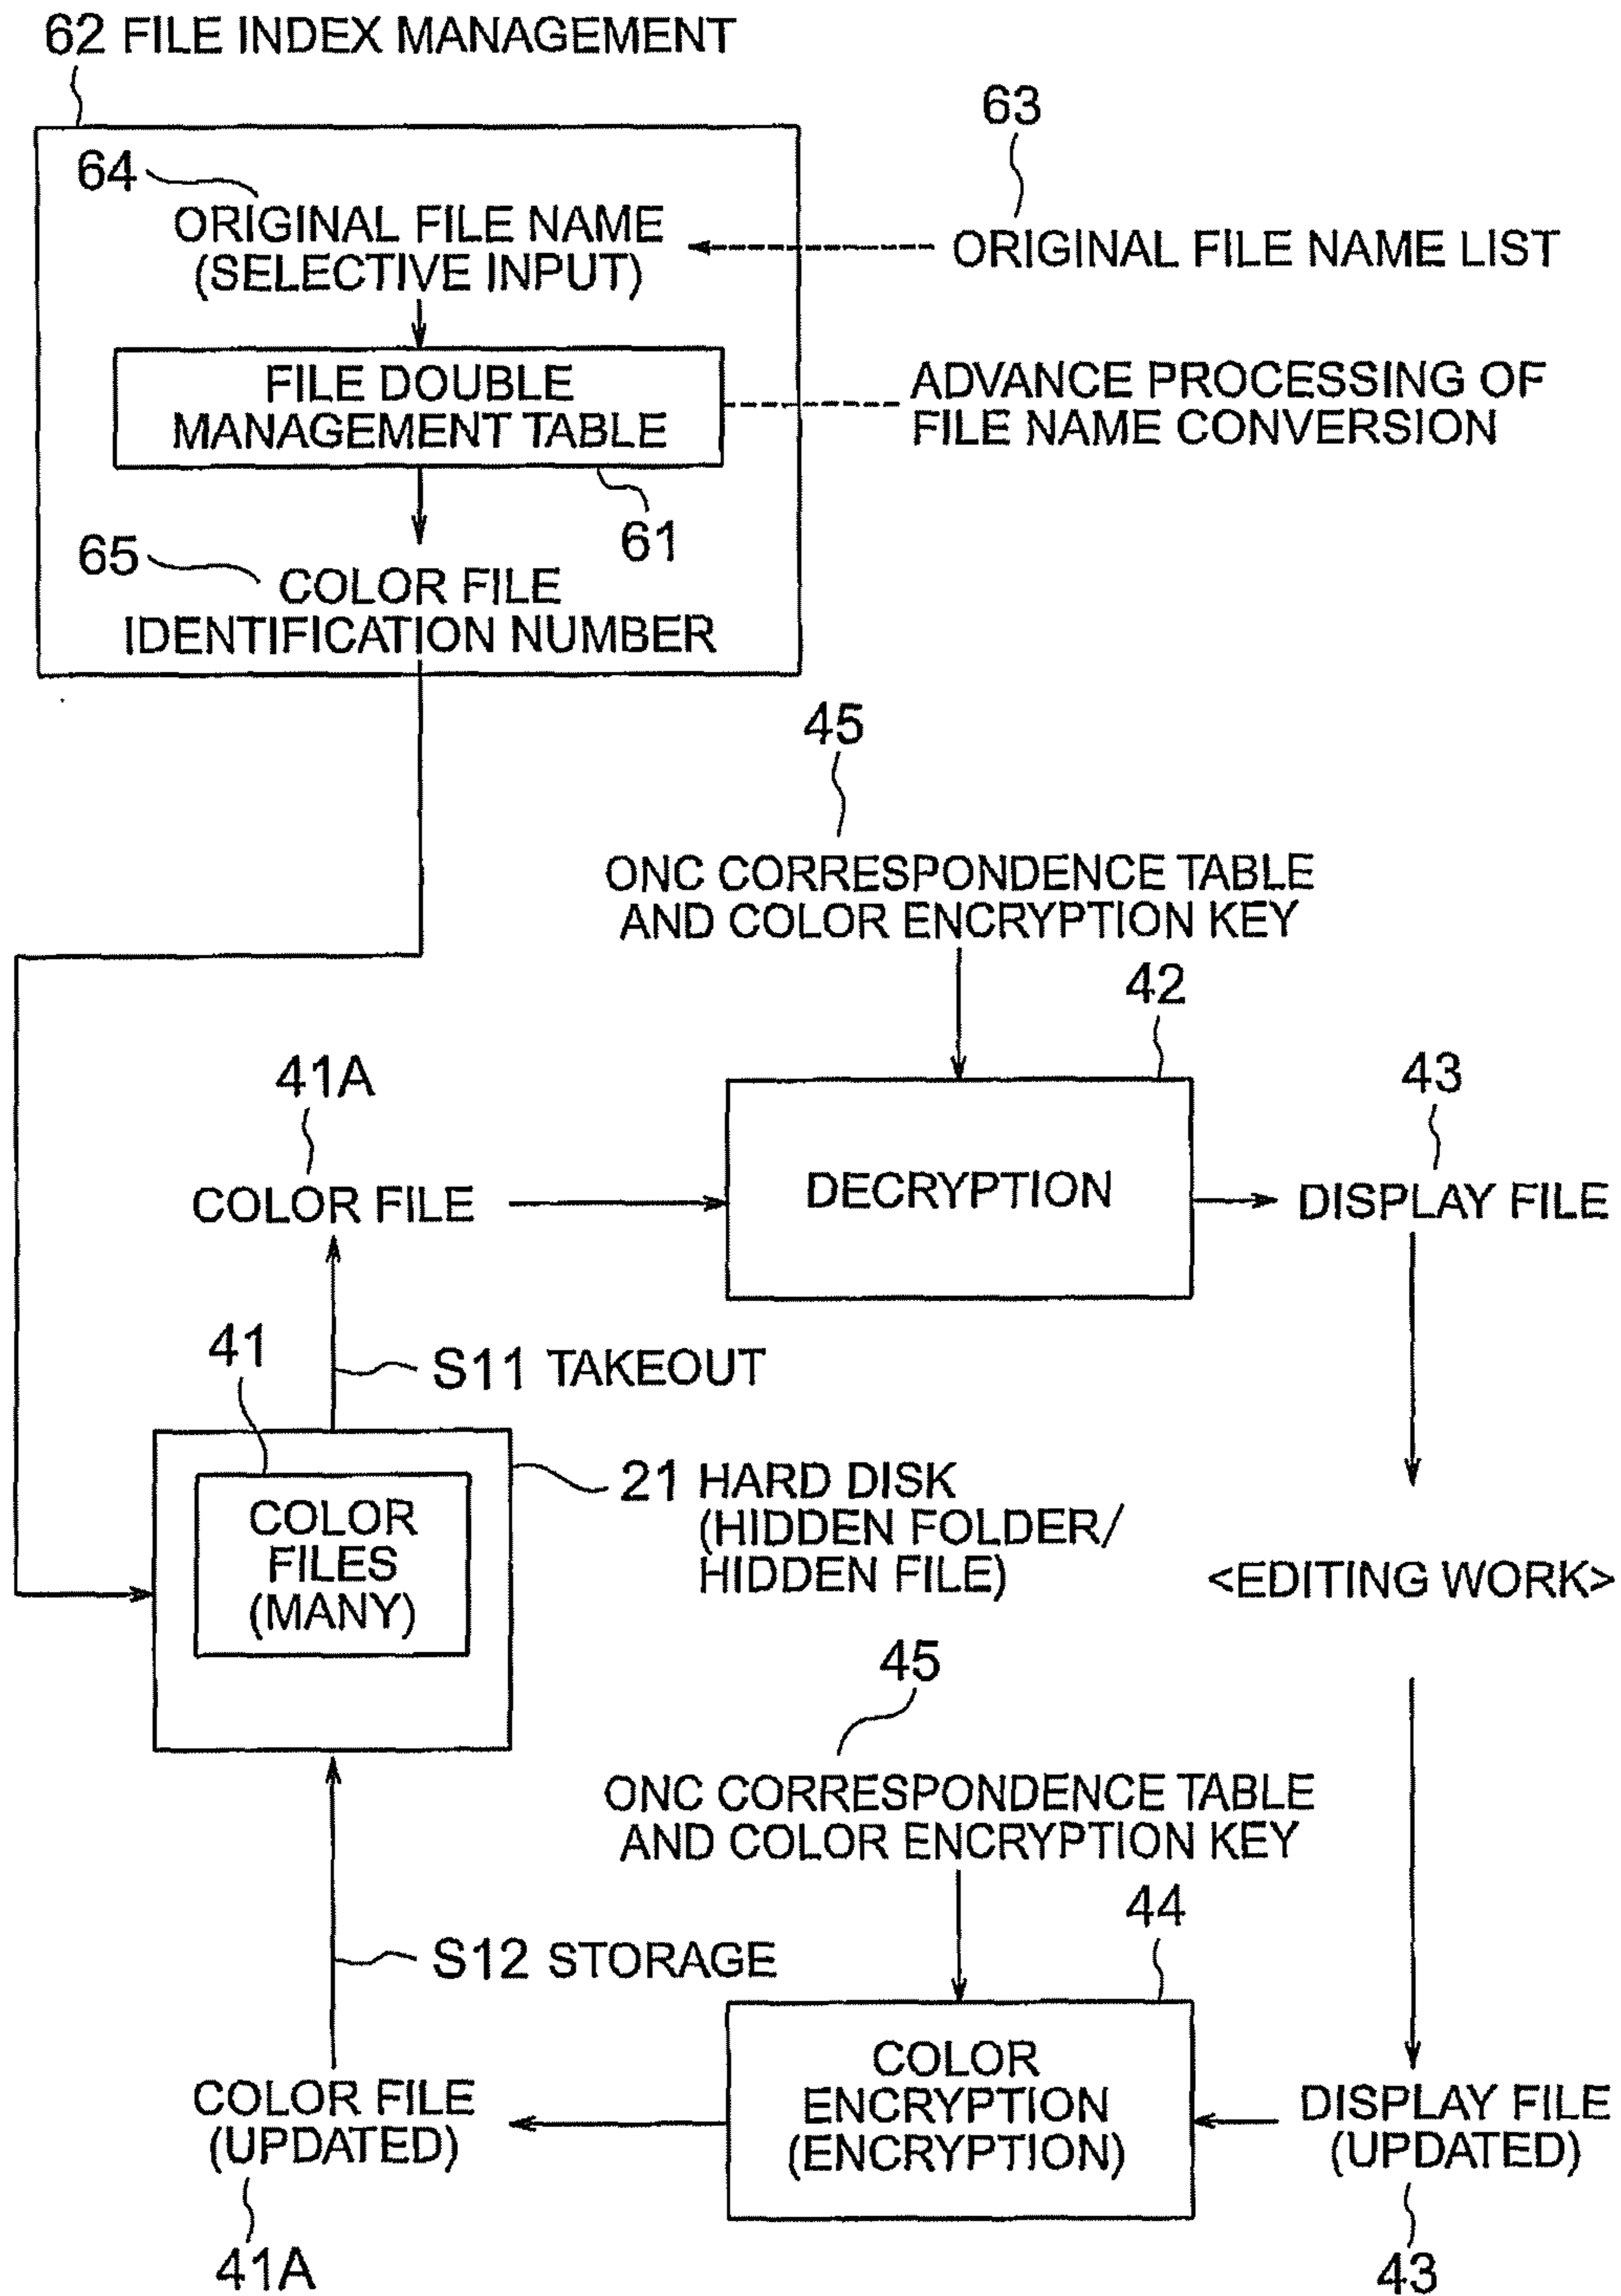 62 FILE INDEX MANAGEMENT
63
64
ORIGINAL FILE NAME
(SELECTIVE INPUT)
ORIGINAL FILE NAME LIST
FILE DOUBLE
MANAGEMENT TABLE
ADVANCE PROCESSING OF
FILE NAME CONVERSION
61
65
COLOR FILE
IDENTIFICATION NUMBER
45
ONC CORRESPONDENCE TABLE
AND COLOR ENCRYPTION KEY
42
41A
43
COLOR FILE
DECRYPTION
DISPLAY FILE
41
S11 TAKEOUT
21 HARD DISK
(HIDDEN FOLDER/
HIDDEN FILE)
COLOR
FILES
(MANY)
<EDITING WORK>
45
ONC CORRESPONDENCE TABLE
AND COLOR ENCRYPTION KEY
44
S12 STORAGE
COLOR
ENCRYPTION
(ENCRYPTION)
COLOR FILE
(UPDATED)
DISPLAY FILE
(UPDATED)
41A
43